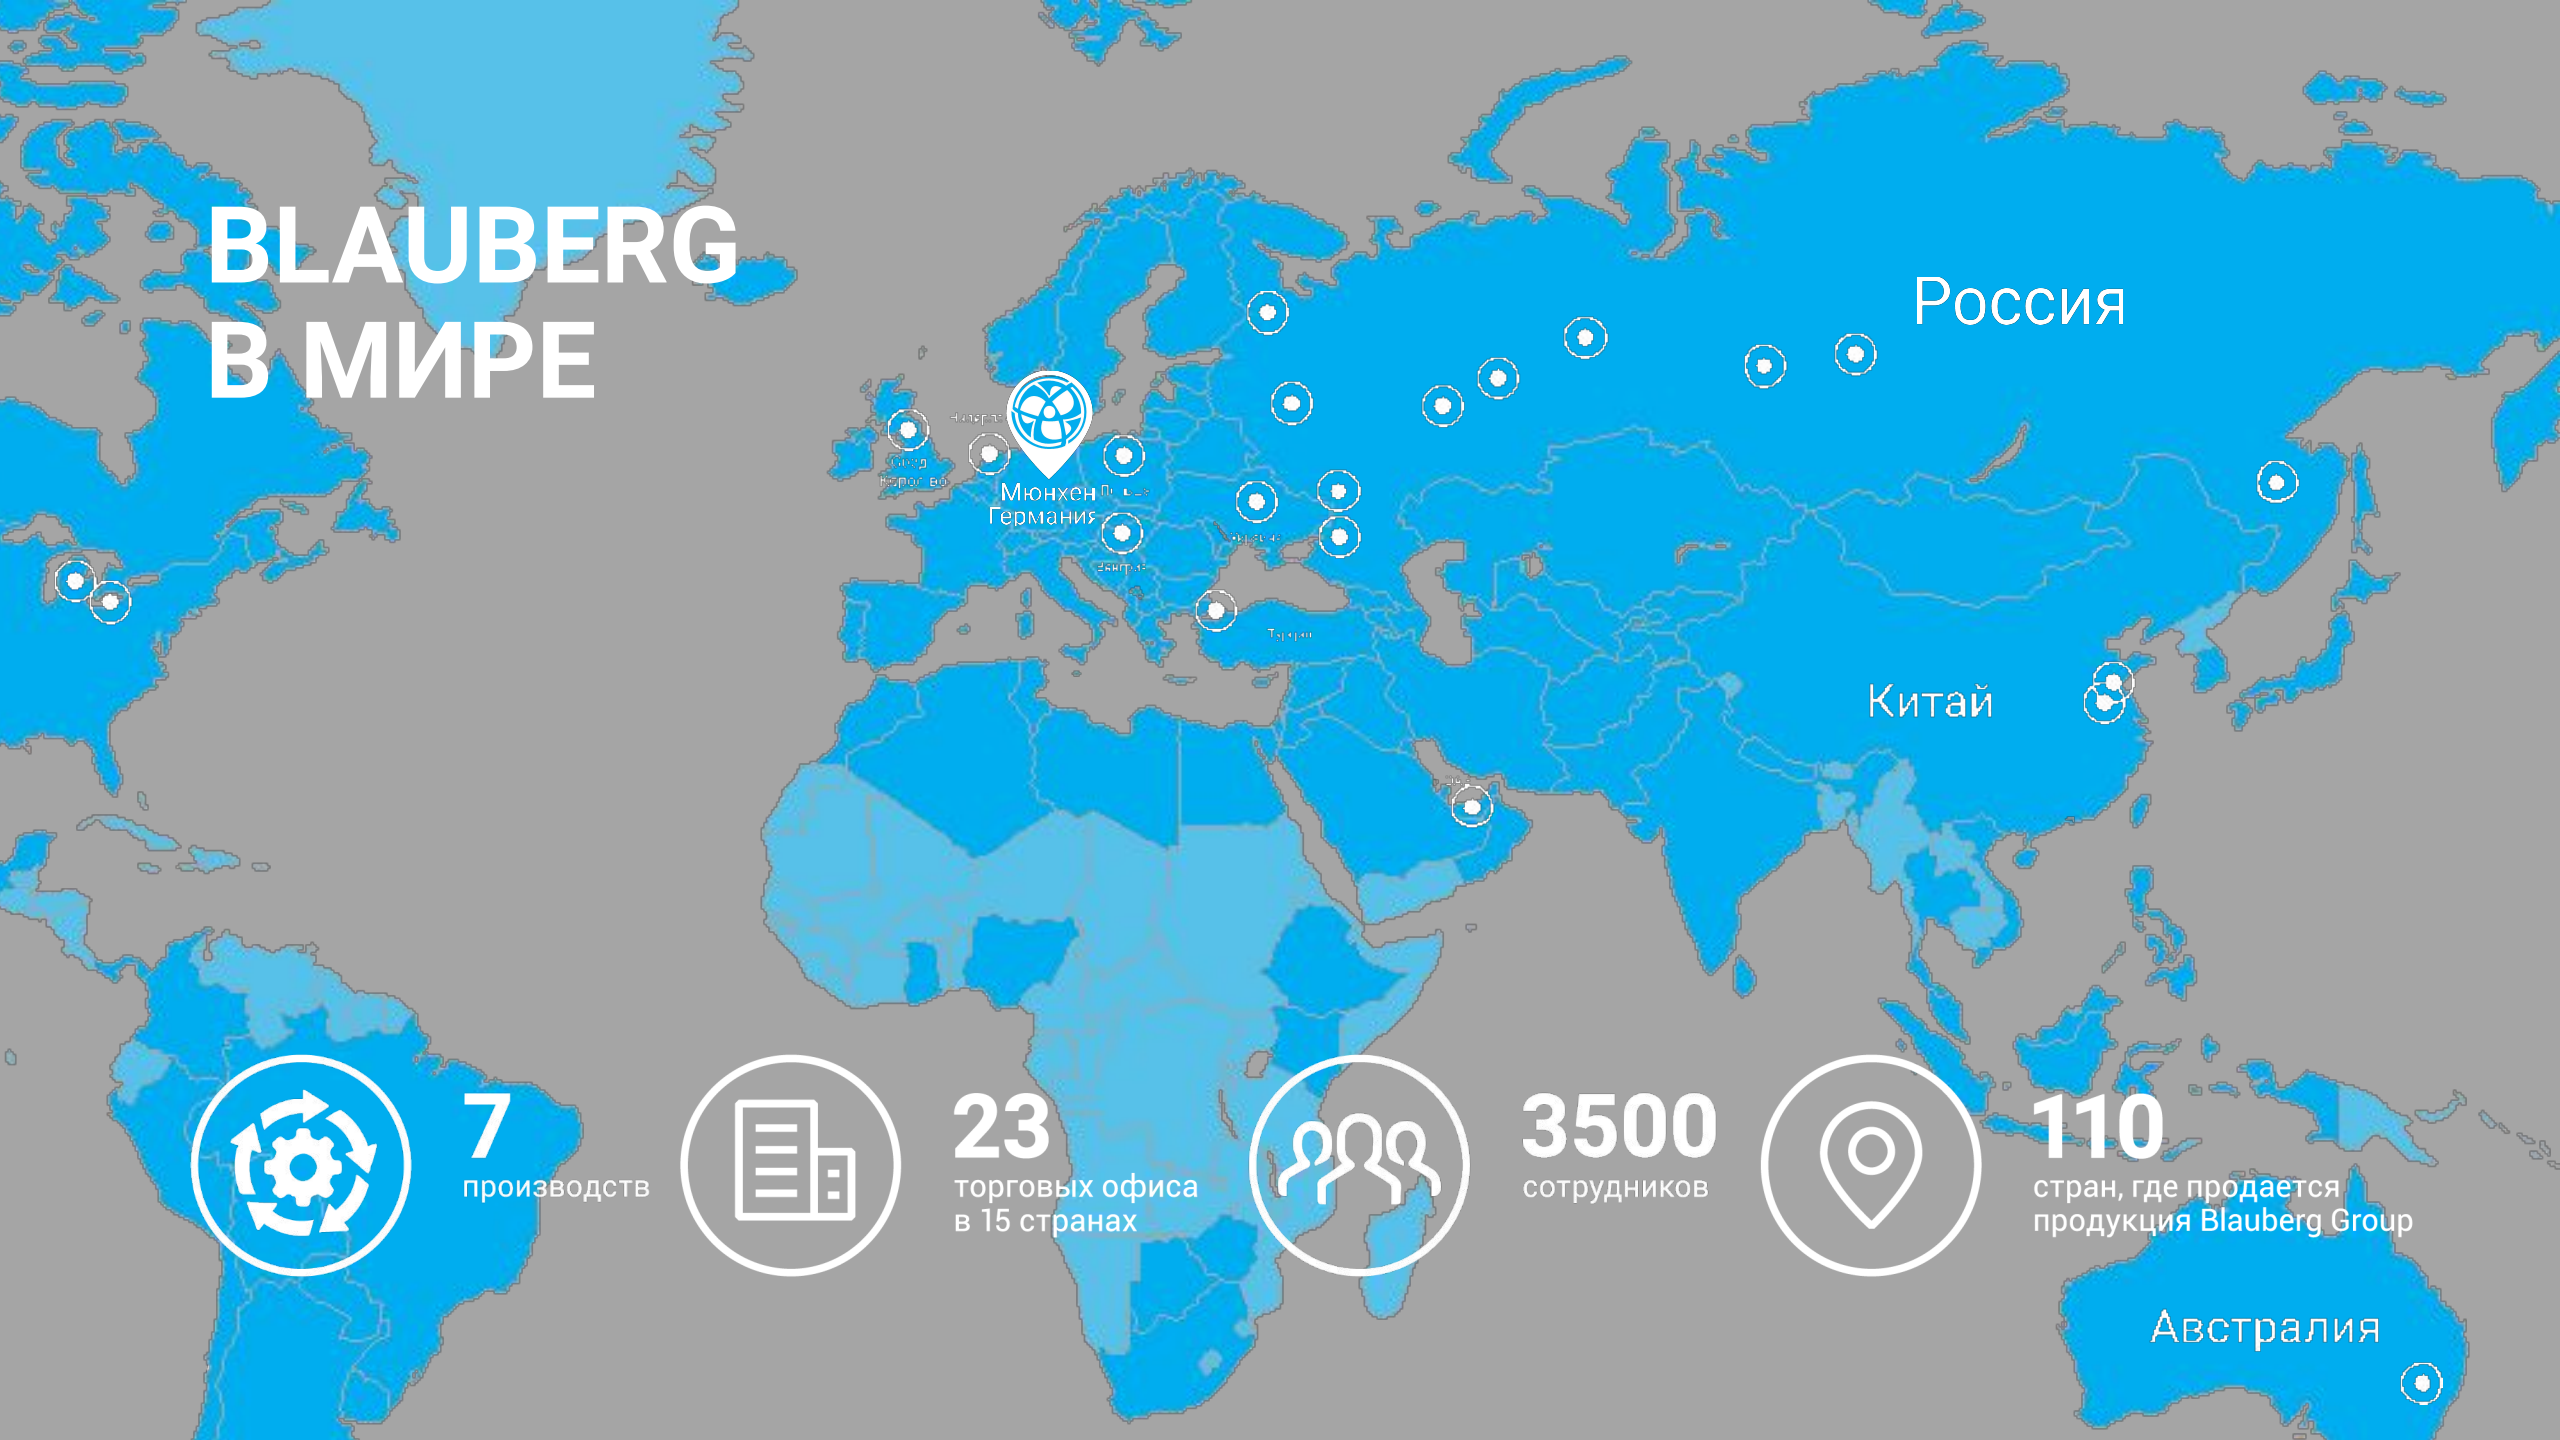 BLAUBERG
В МИРЕ
Россия
Мюнхен
Германия
Китай
7
производств
23
торговых офиса
в 15 странах
3500
сотрудников
110
стран, где продается
продукция Blauberg Group
Австралия